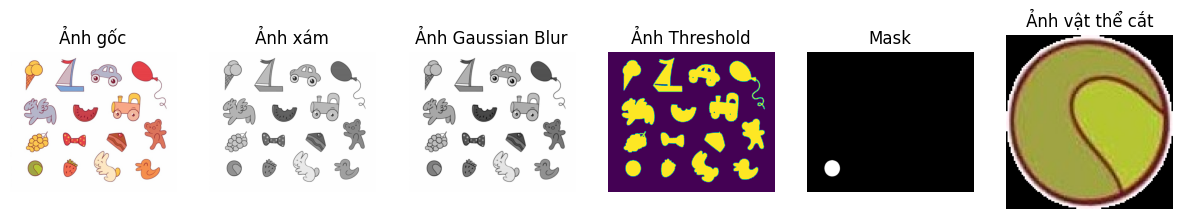 Ảnh gốc
Ảnh xám
Ảnh Gaussian Blur
Ảnh Threshold
Mask
Ảnh vật thể cắt